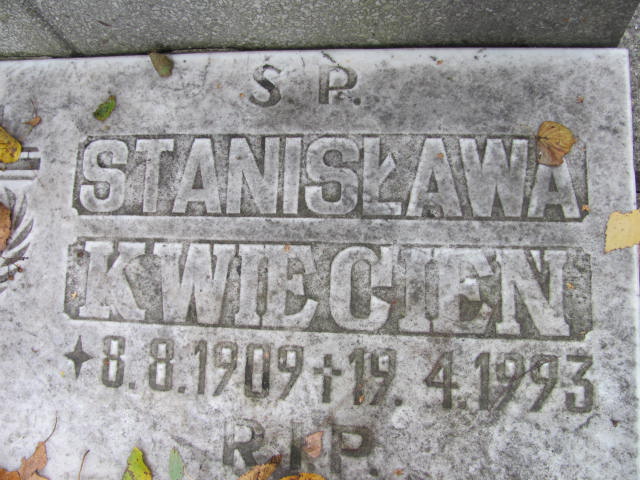 S.P.
STANISŁAWA
KWIECIEN
8.8.1909 † 19.4.1993
R.I.P.